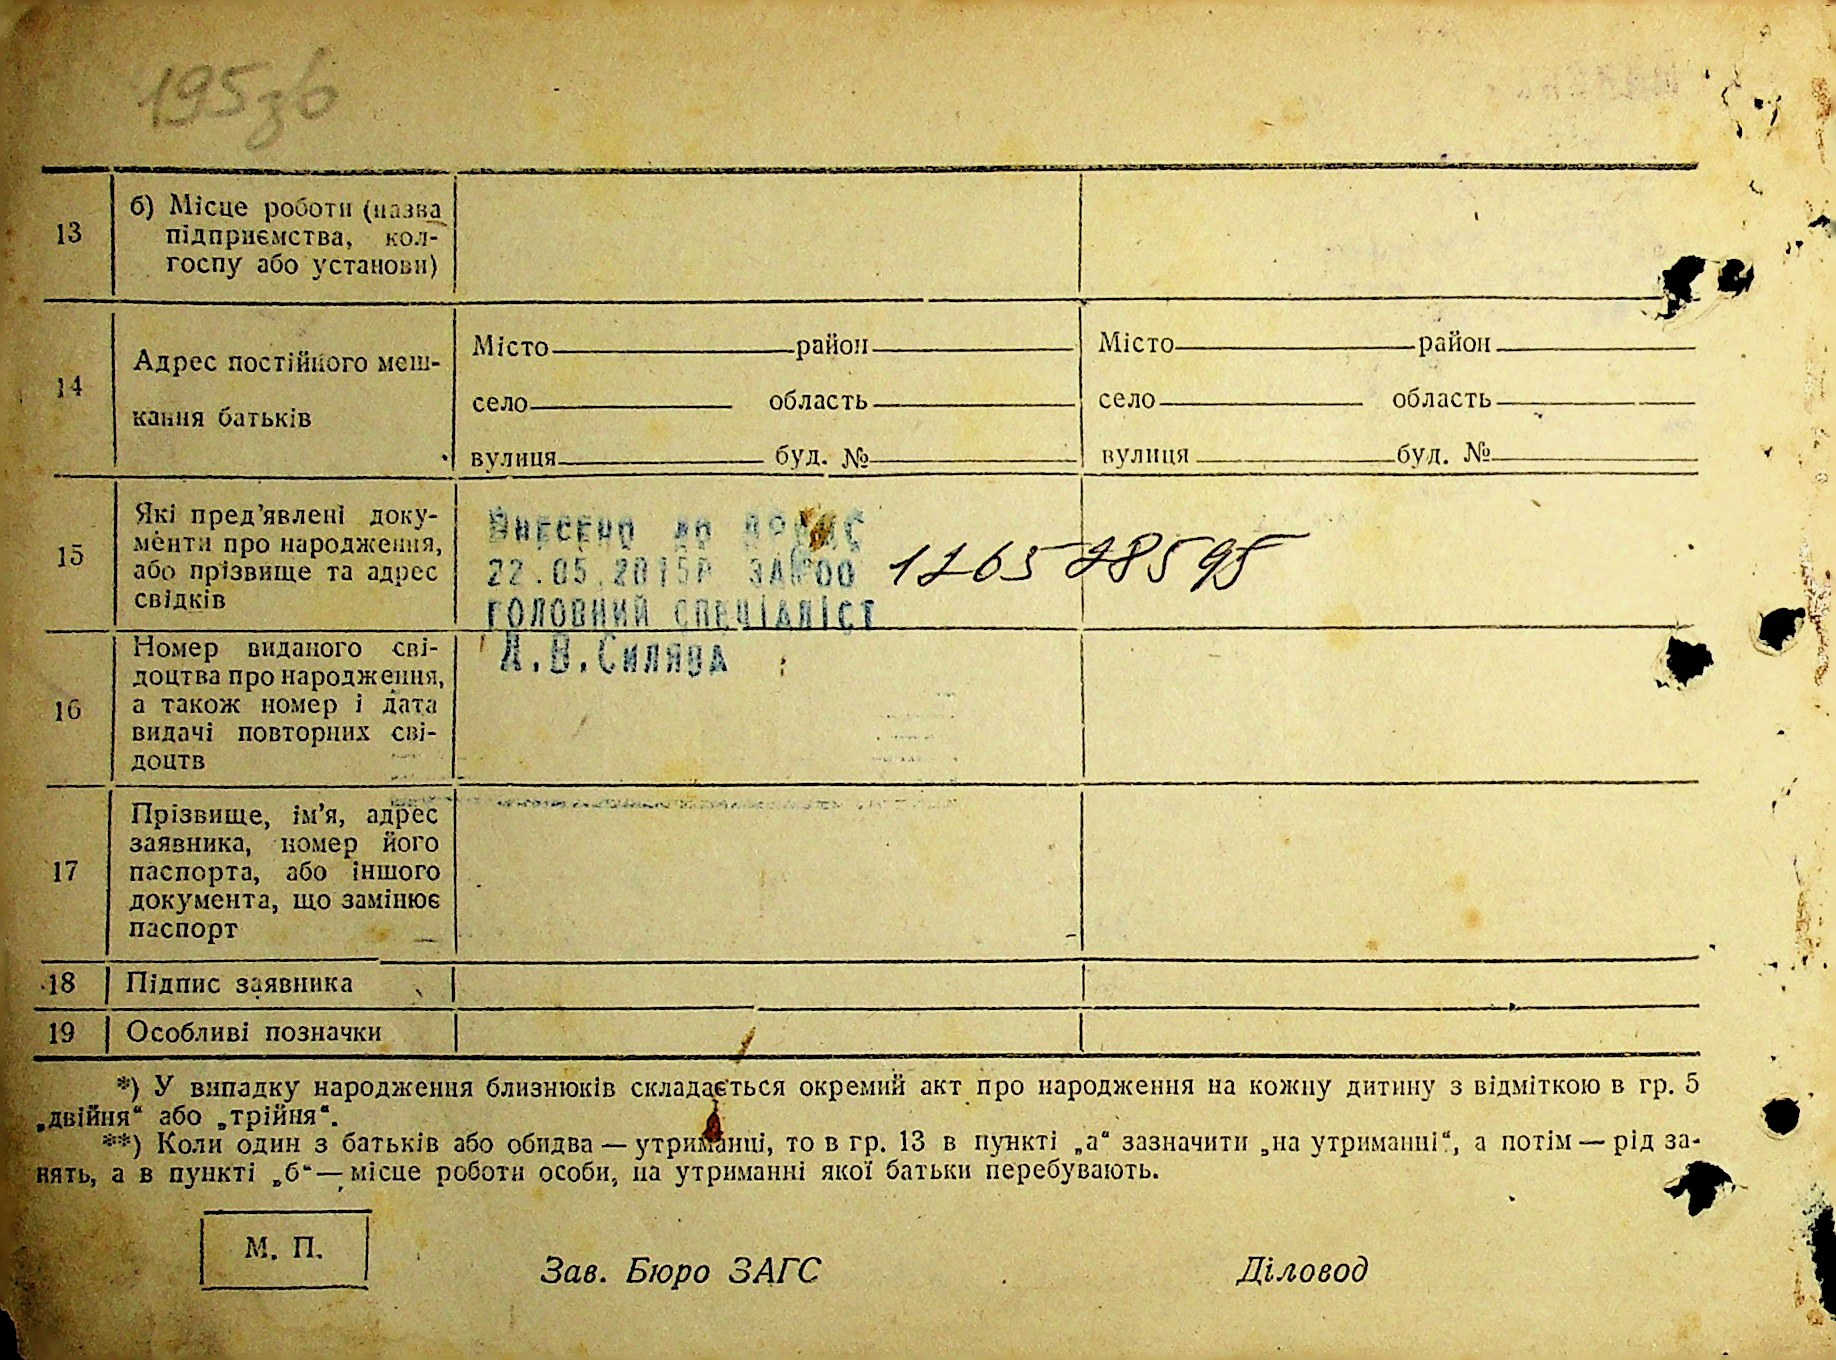 195зв
13
б) Місце роботи (назва
підприємства, кол-
госпу або установи)
14
Адрес постійного меш-
кання батьків
Місто район
село область
вулиця буд. №
Місто район
село область
вулиця буд. №
15
Які пред’явлені доку-
менти про народження,
або прізвище та адрес
свідків
Внесено до
22.05.2015р за №00
головний спеціаліст
16
Номер виданого сві-
доцтва про народження,
а також номер і дата
видачі повторних сві-
доцтв
17
Прізвище, ім’я, адрес
заявника, номер його
паспорта, або іншого
документа, що замінює
паспорт
18
Підпис заявника
19
Особливі позначки
*) У випадку народження близнюків складається окремий акт про народження на кожну дитину з відміткою в гр. 5
„двійня“ або „трійня“.
**) Коли один з батьків або обидва — утриманці, то в гр. 13 в пункті „а“ зазначити „на утриманні“, а потім — рід за-
нять, а в пункті „б“ — місце роботи особи, на утриманні якої батьки перебувають.
М. П.
Зав. Бюро ЗАГС
Діловод